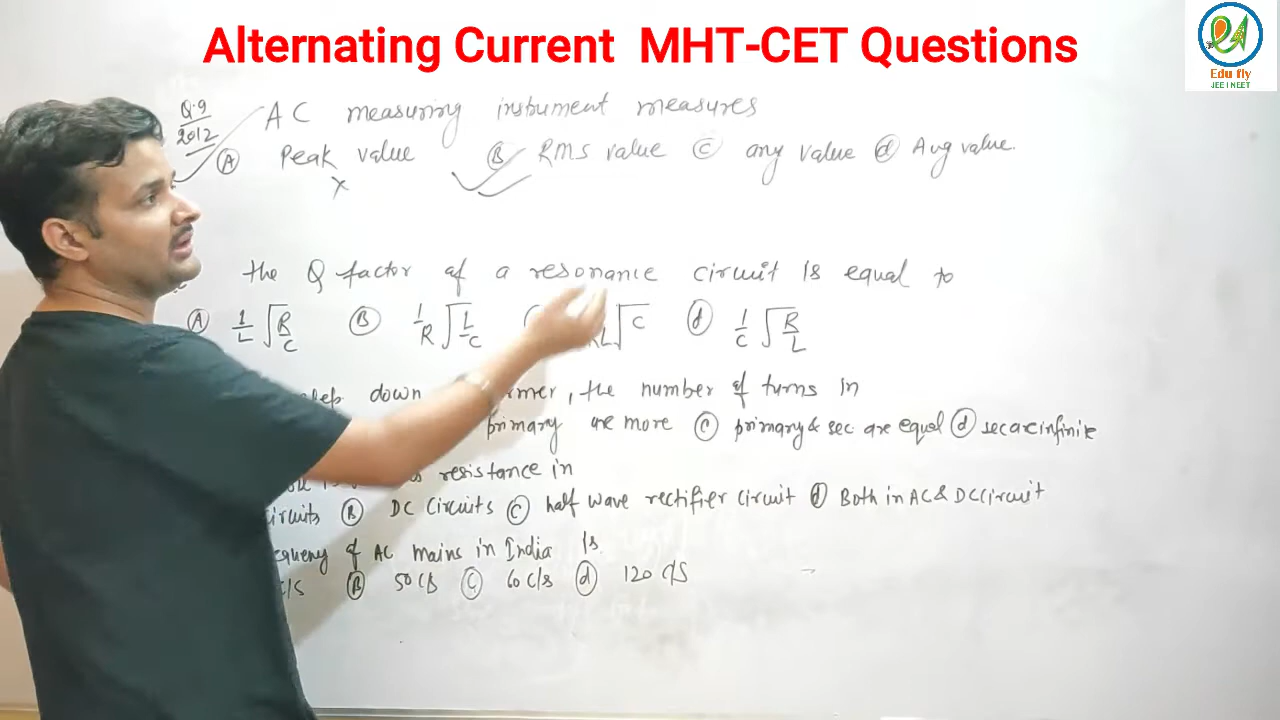 Alternating Current MHT-CET Questions
Edu fly
JEE I NEET
Q.9
2012
AC measuring instrument measures
(A) Peak value (B) RMS value (C) any value (d) Avg value.
x
the Q factor of a resonance circuit is equal to
(A) 1/L √R/C (B) 1/R √L/C √C (d) 1/C √R/L
down the number of turns in
primary are more (C) primary & sec are equal (d) sec are infinite
resistance in
(B) DC Circuits (C) half wave rectifier circuit (d) Both in AC & DC Circuit
of AC mains in India is
C/S (B) 50 C/S (C) 60 C/s (d) 120 C/S